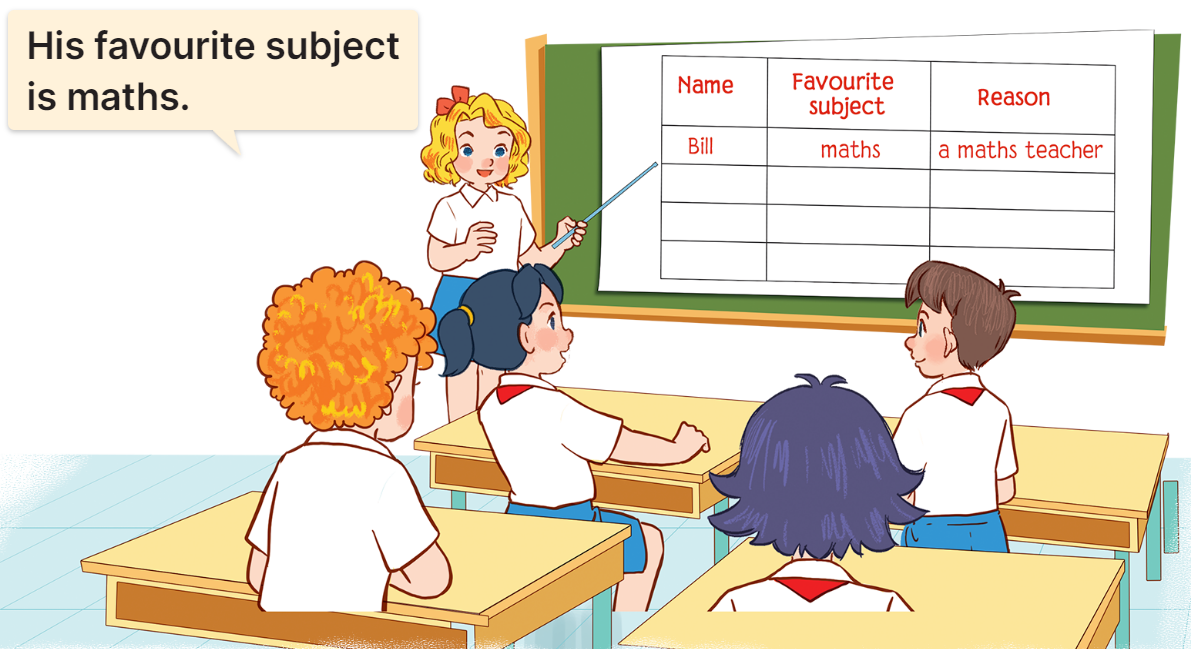 His favourite subject
is maths.
Name Favourite subject Reason
Bill maths a maths teacher